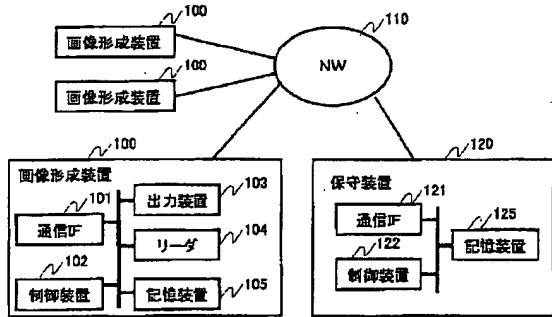 100
画像形成装置
110
NW
100
画像形成装置
100
画像形成装置
101
通信IF
102
制御装置
103
出力装置
104
リーダ
105
記憶装置
120
保守装置
121
通信IF
122
制御装置
125
記憶装置